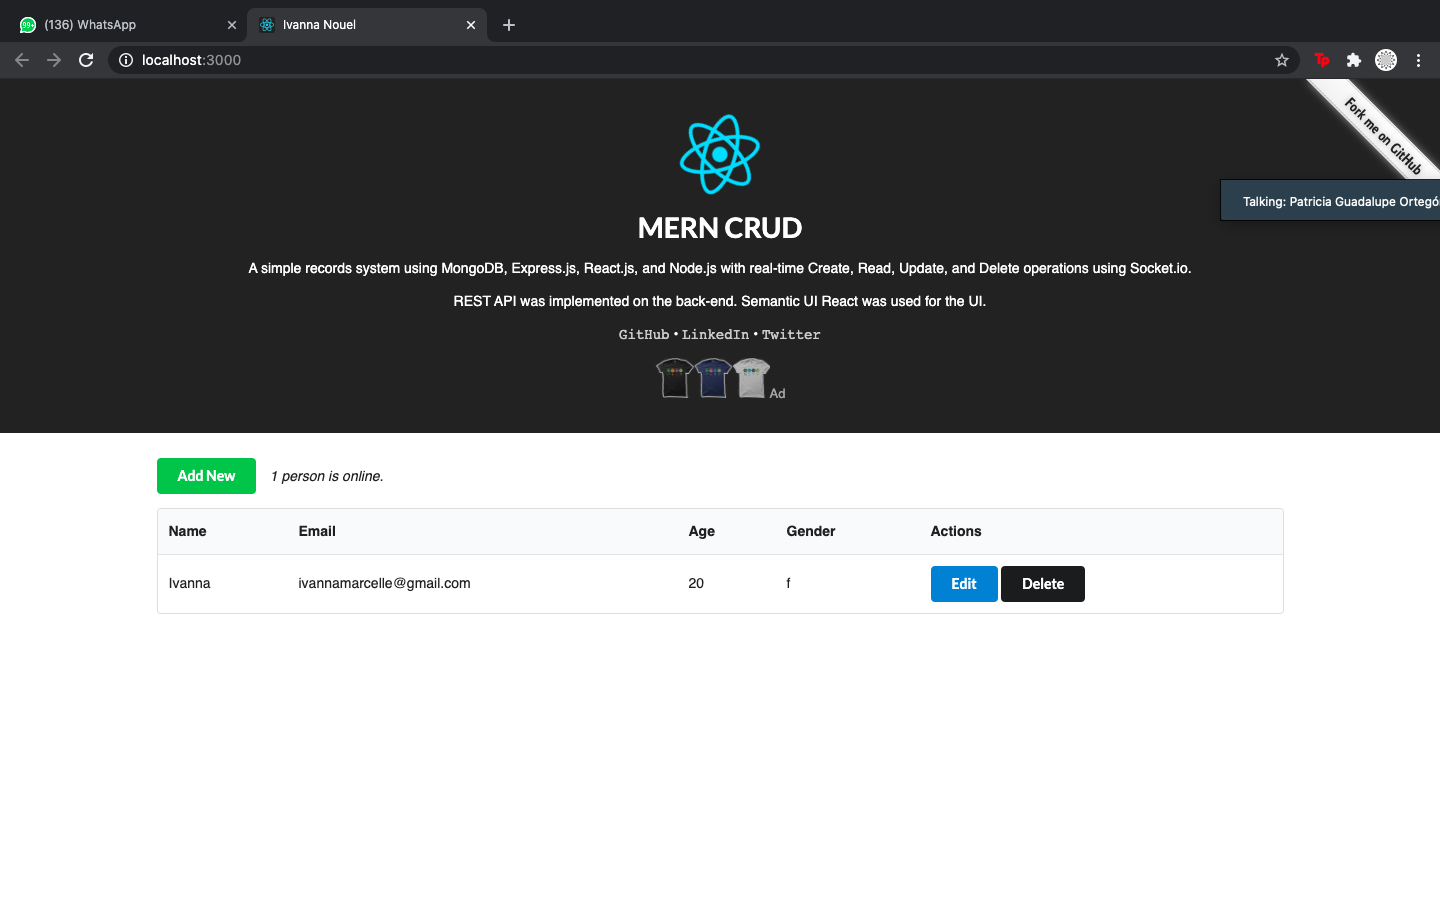 (136) WhatsApp
Ivanna Nouel
localhost:3000
Tp
Fork me on GitHub
Talking: Patricia Guadalupe Ortegó
MERN CRUD
A simple records system using MongoDB, Express.js, React.js, and Node.js with real-time Create, Read, Update, and Delete operations using Socket.io.
REST API was implemented on the back-end. Semantic UI React was used for the UI.
GitHub • LinkedIn • Twitter
Ad
Add New 1 person is online.
Name Email Age Gender Actions
Ivanna ivannamarcelle@gmail.com 20 f Edit Delete